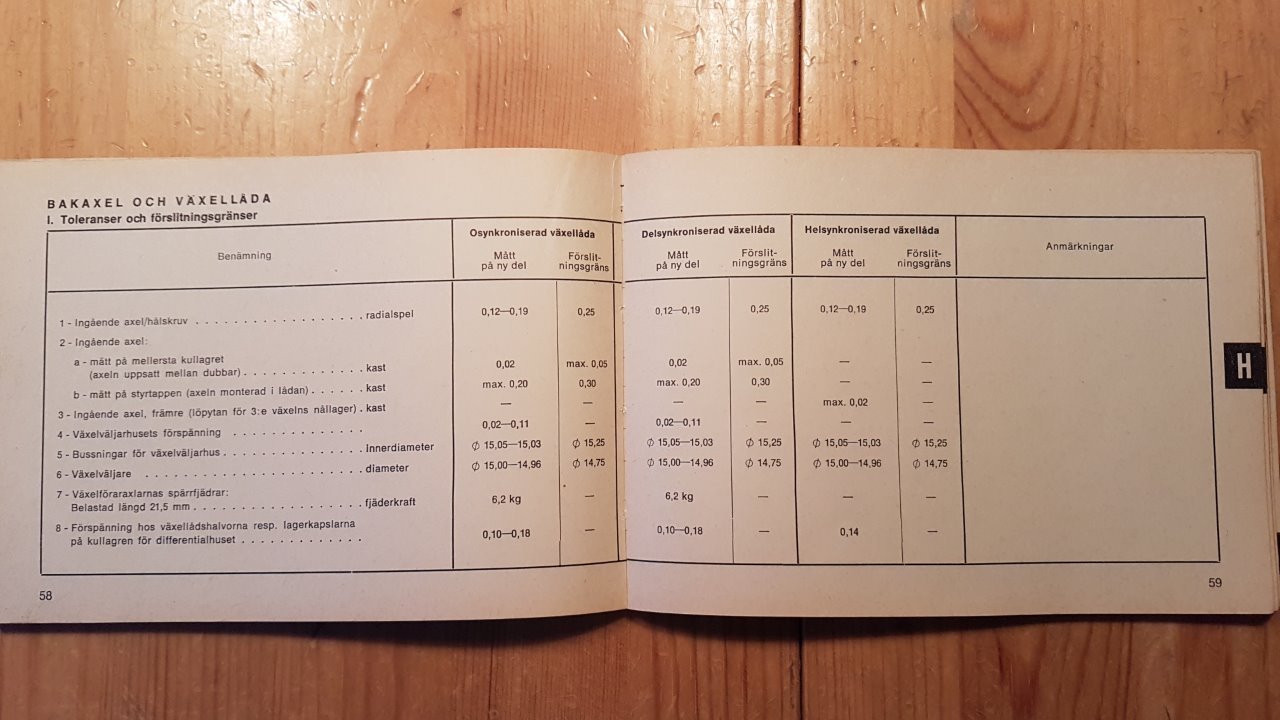 BAKAXEL OCH VÄXELLÅDA
I. Toleranser och förslitningsgränser
Benämning
Osynkroniserad växellåda
Mått på ny del
Förslit-
ningsgräns
Delsynkroniserad växellåda
Mått på ny del
Förslit-
ningsgräns
Helsynkroniserad växellåda
Mått på ny del
Förslit-
ningsgräns
Anmärkningar
1 - Ingående axel/hälskruv . . . . . . . . . . . . . . . . . . radialspel 0,12—0,19 0,25 0,12—0,19 0,25 0,12—0,19 0,25
2 - Ingående axel:
a - mått på mellersta kullagret
(axeln uppsatt mellan dubbar) . . . . . . . . . . . . . kast 0,02 max. 0,05 0,02 max. 0,05 — —
b - mått på styrtappen (axeln monterad i lådan) . . . . . . kast max. 0,20 0,30 max. 0,20 0,30 — —
3 - Ingående axel, främre (löpytan för 3:e växelns nållager) . kast — — — — max. 0,02 —
4 - Växelväljarhusets förspänning . . . . . . . . . . . . . . 0,02—0,11 — 0,02—0,11 — — —
5 - Bussningar för växelväljarhus . . . . . . . . . . . . . . . innerdiameter ∅ 15,05—15,03 ∅ 15,25 ∅ 15,05—15,03 ∅ 15,25 ∅ 15,05—15,03 ∅ 15,25
6 - Växelväljare . . . . . . . . . . . . . . . . . . . . . . . diameter ∅ 15,00—14,96 ∅ 14,75 ∅ 15,00—14,96 ∅ 14,75 ∅ 15,00—14,96 ∅ 14,75
7 - Växelföraraxlarnas spärrfjädrar:
Belastad längd 21,5 mm . . . . . . . . . . . . . . . . . . fjäderkraft 6,2 kg — 6,2 kg — — —
8 - Förspänning hos växellådshalvorna resp. lagerkapslarna
på kullagren för differentialhuset . . . . . . . . . . . . . 0,10—0,18 — 0,10—0,18 — 0,14 —
H
58
59